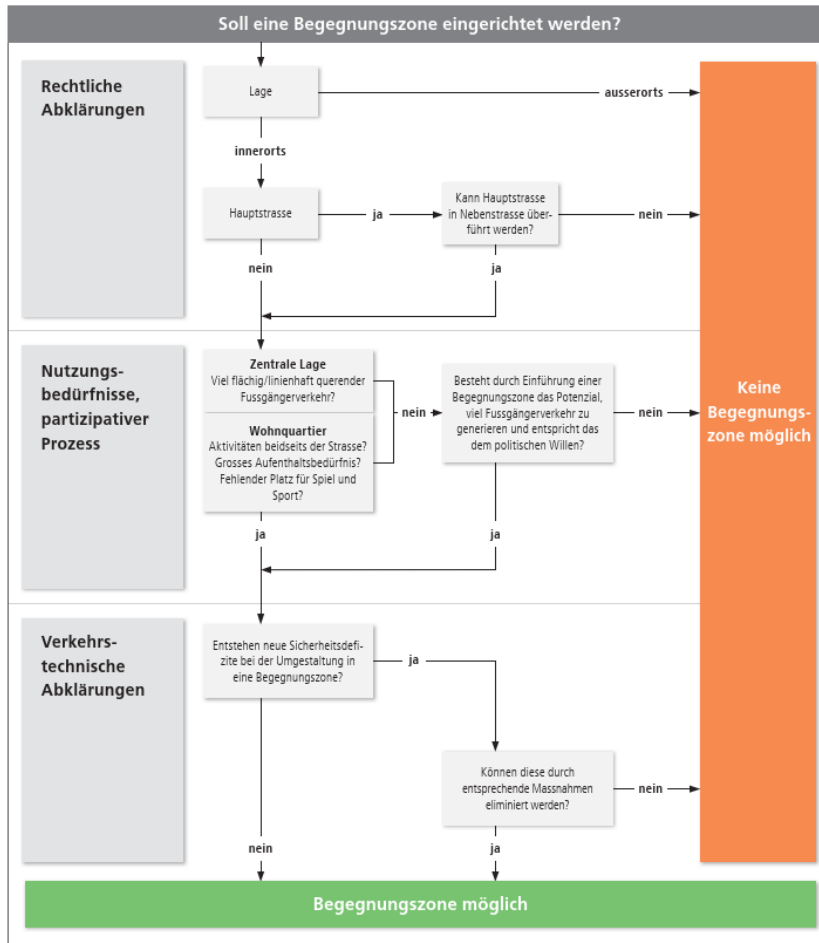 Soll eine Begegnungszone eingerichtet werden?
Rechtliche
Abklärungen
Lage
ausserorts
innerorts
Hauptstrasse
ja
Kann Hauptstrasse
in Nebenstrasse über-
führt werden?
nein
nein
ja
Nutzungs-
bedürfnisse,
partizipativer
Prozess
Zentrale Lage
Viel flächig/linienhaft querender
Fussgängerverkehr?
Wohnquartier
Aktivitäten beidseits der Strasse?
Grosses Aufenthaltsbedürfnis?
Fehlender Platz für Spiel und
Sport?
nein
Besteht durch Einführung einer
Begegnungszone das Potenzial,
viel Fussgängerverkehr zu
generieren und entspricht das
dem politischen Willen?
nein
Keine
Begegnungs-
zone möglich
ja
ja
Verkehrs-
technische
Abklärungen
Entstehen neue Sicherheitsdefi-
zite bei der Umgestaltung in
eine Begegnungszone?
ja
Können diese durch
entsprechende Massnahmen
eliminiert werden?
nein
nein
ja
Begegnungszone möglich